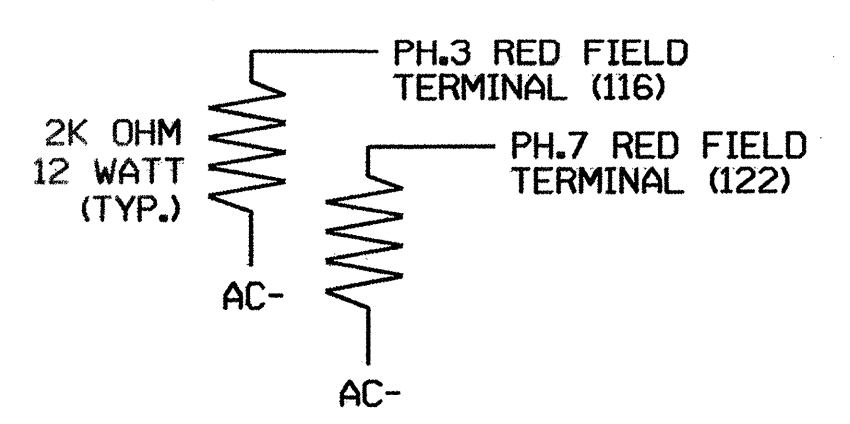 PH.3 RED FIELD
TERMINAL (116)
2K OHM
12 WATT
(TYP.)
AC-
PH.7 RED FIELD
TERMINAL (122)
AC-